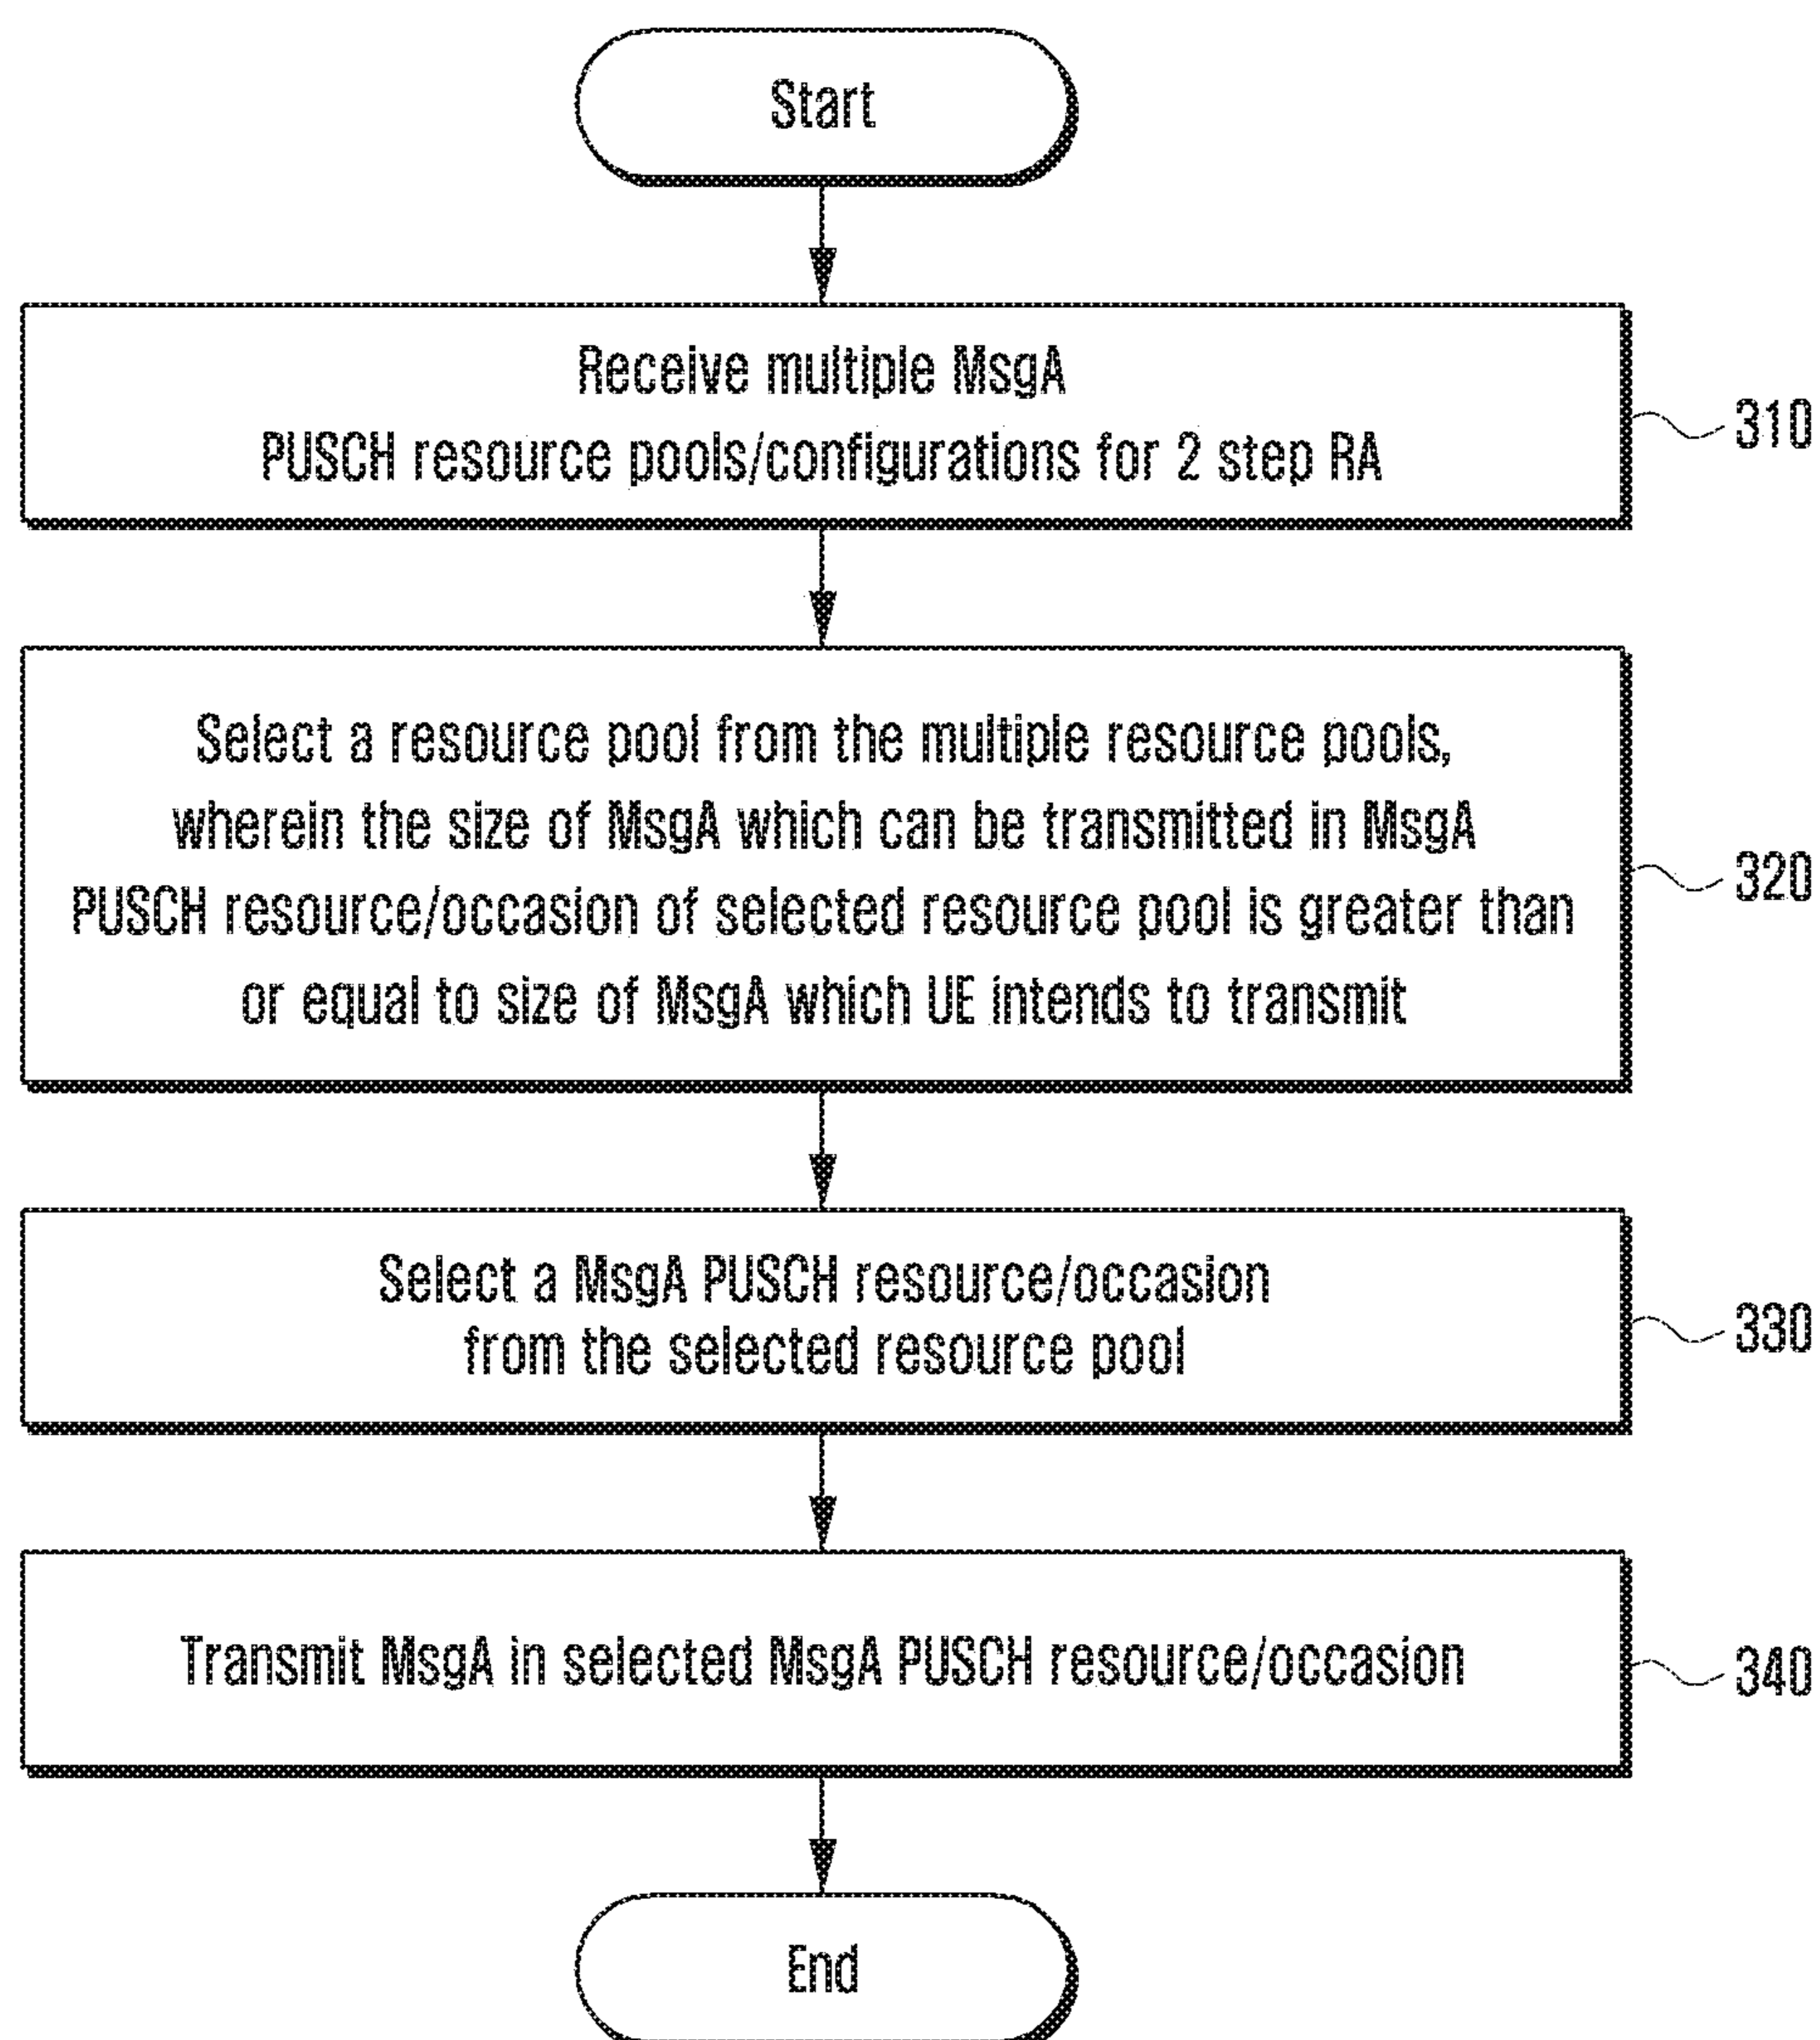 Start
Receive multiple MsgA
PUSCH resource pools/configurations for 2 step RA
310
Select a resource pool from the multiple resource pools,
wherein the size of MsgA which can be transmitted in MsgA
PUSCH resource/occasion of selected resource pool is greater than
or equal to size of MsgA which UE intends to transmit
320
Select a MsgA PUSCH resource/occasion
from the selected resource pool
330
Transmit MsgA in selected MsgA PUSCH resource/occasion
340
End